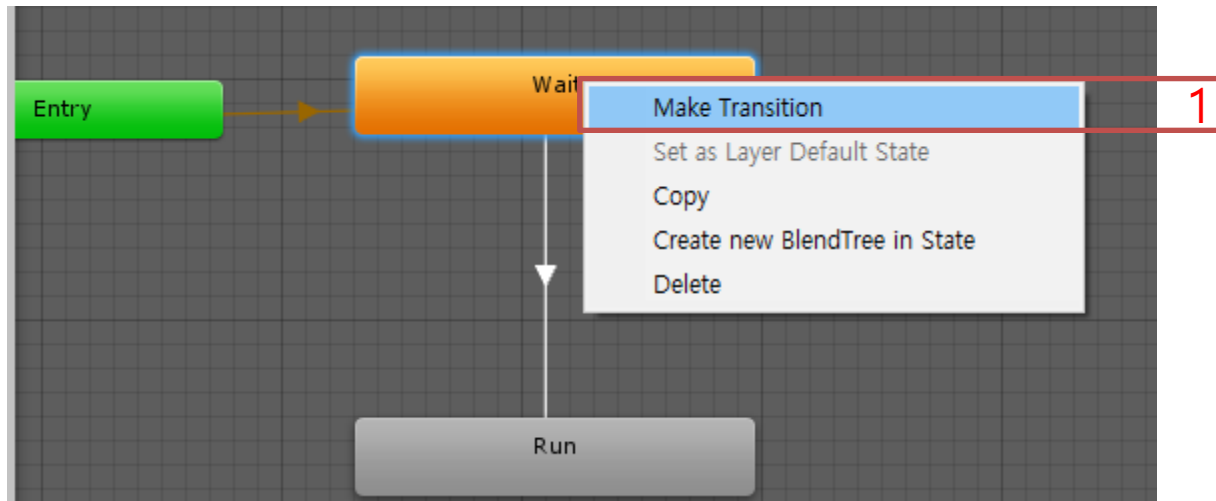 Entry
Wait
Make Transition
1
Set as Layer Default State
Copy
Create new BlendTree in State
Delete
Run